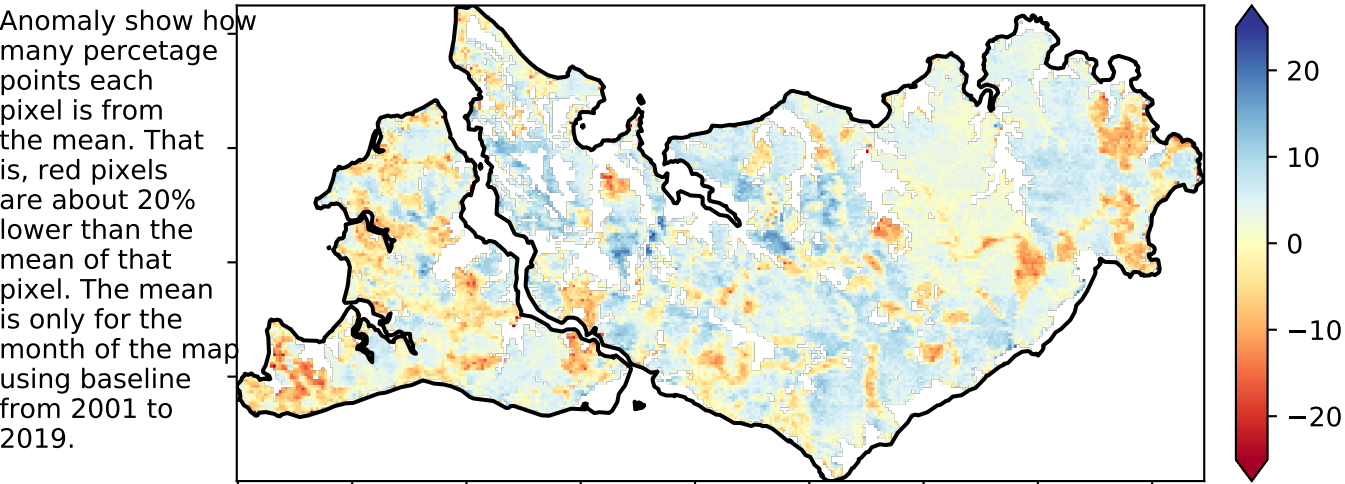 Anomaly show how
many percetage
points each
pixel is from
the mean. That
is, red pixels
are about 20%
lower than the
mean of that
pixel. The mean
is only for the
month of the map
using baseline
from 2001 to
2019.
20
10
0
−10
−20